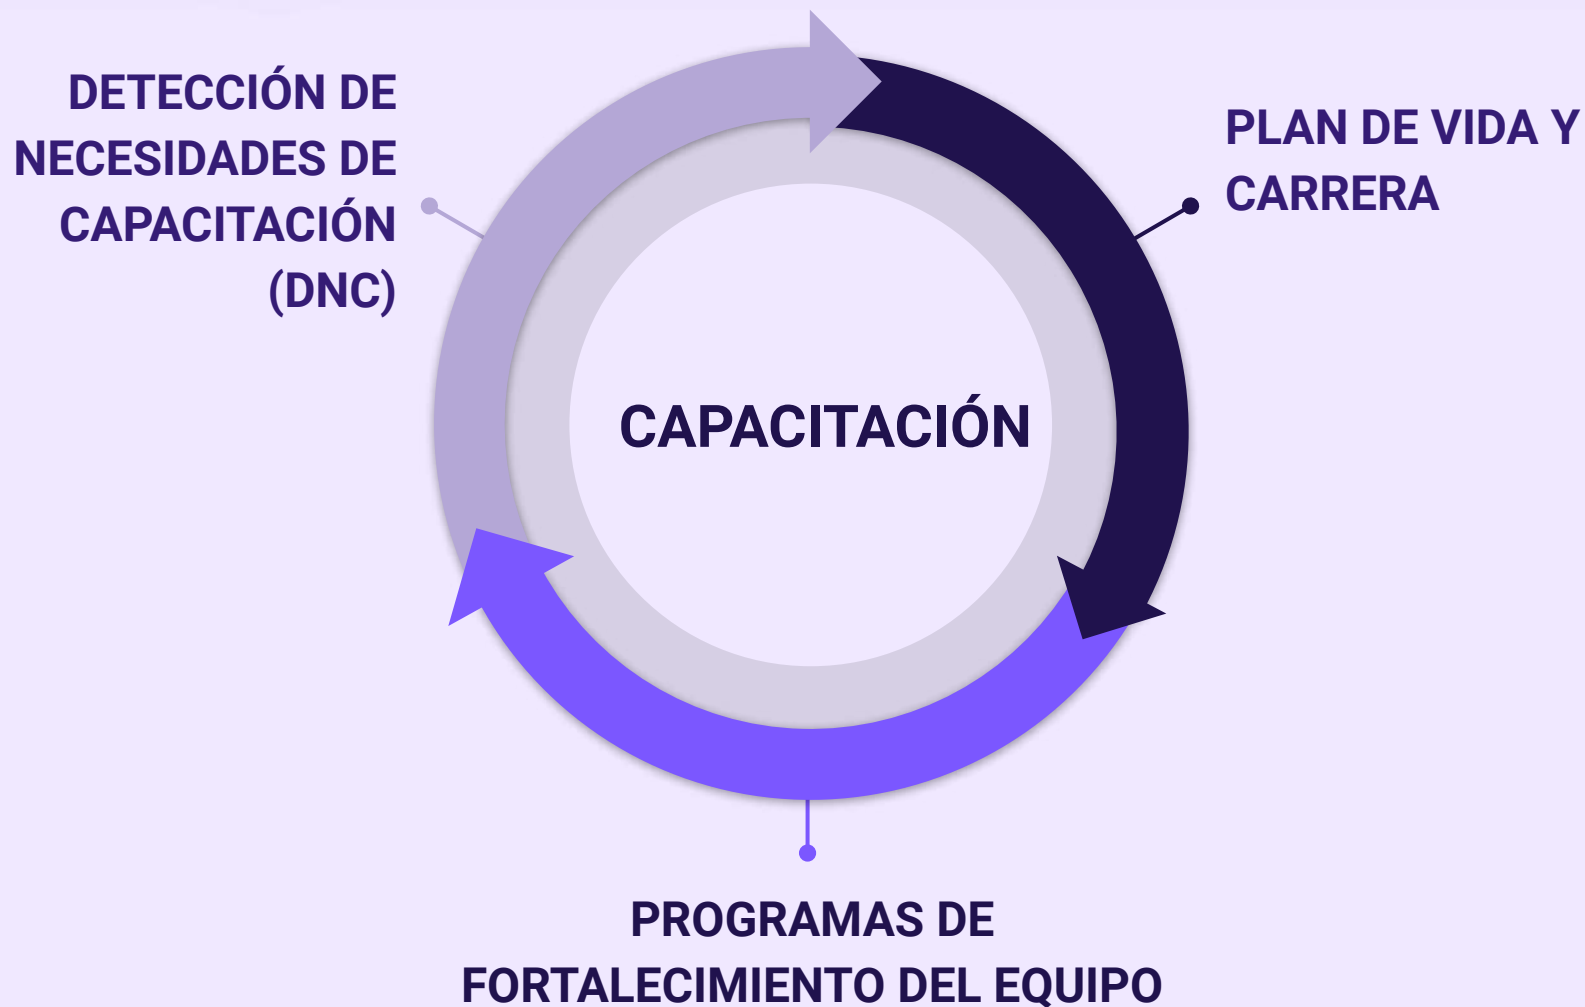 DETECCIÓN DE
NECESIDADES DE
CAPACITACIÓN
(DNC)
PLAN DE VIDA Y
CARRERA
CAPACITACIÓN
PROGRAMAS DE
FORTALECIMIENTO DEL EQUIPO